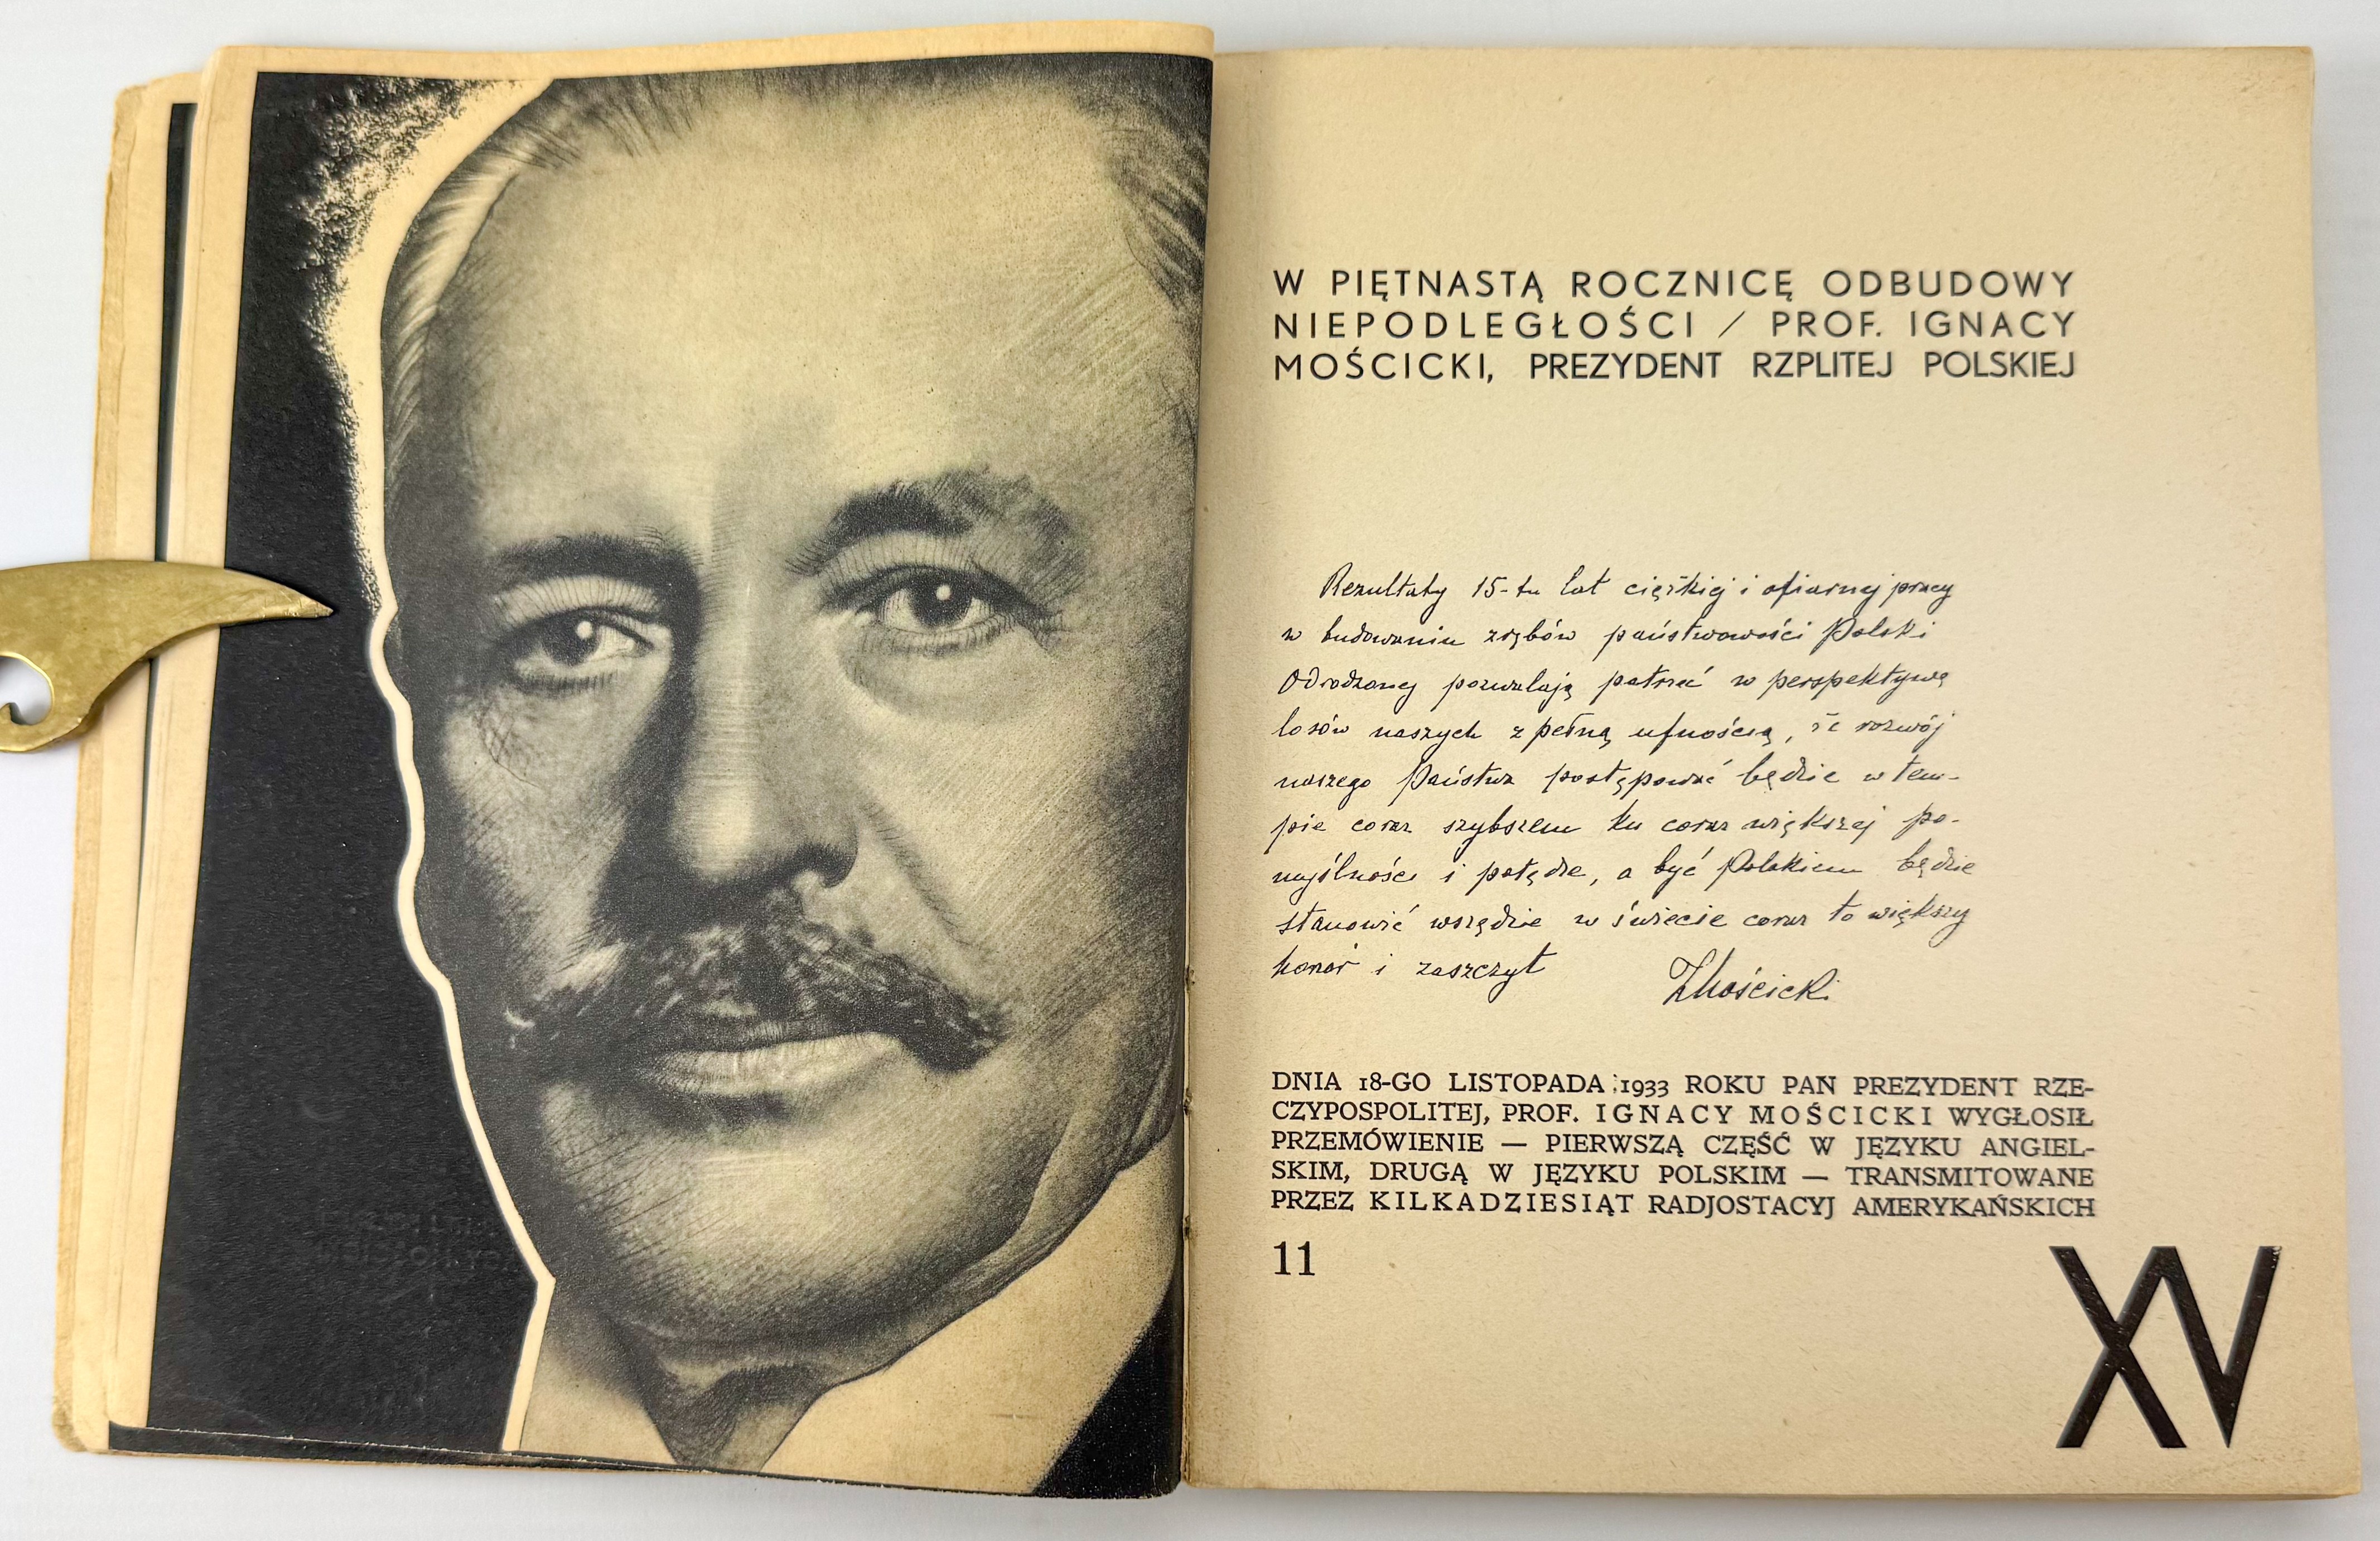 W PIĘTNASTĄ ROCZNICĘ ODBUDOWY
NIEPODLEGŁOŚCI / PROF. IGNACY
MOŚCICKI, PREZYDENT RZPLITEJ POLSKIEJ
Rezultaty 15-tu lat ciężkiej i ofiarnej pracy
w budowaniu zrębów państwowości Polski
Odrodzonej pozwalają patrzeć w perspektywę
losów naszych z pełną ufnością, że rozwój
naszego Państwa postępować będzie w tem-
pie coraz szybszem ku coraz większej po-
myślności i potędze, a być Polakiem będzie
stanowić wszędzie w świecie coraz to większy
honor i zaszczyt
IMościcki
DNIA 18-GO LISTOPADA 1933 ROKU PAN PREZYDENT RZE-
CZYPOSPOLITEJ, PROF. IGNACY MOŚCICKI WYGŁOSIŁ
PRZEMÓWIENIE — PIERWSZĄ CZĘŚĆ W JĘZYKU ANGIEL-
SKIM, DRUGĄ W JĘZYKU POLSKIM — TRANSMITOWANE
PRZEZ KILKADZIESIĄT RADJOSTACYJ AMERYKAŃSKICH
11
XV